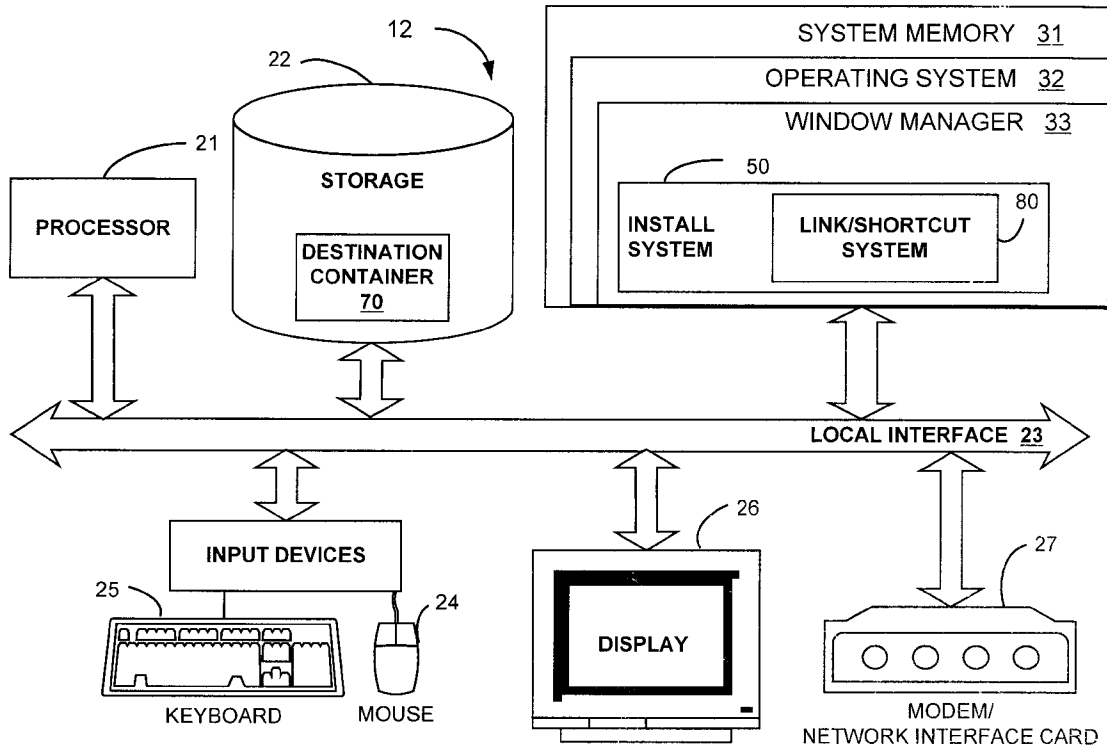 12
22
21
PROCESSOR
STORAGE
DESTINATION
CONTAINER
70
SYSTEM MEMORY 31
OPERATING SYSTEM 32
WINDOW MANAGER 33
50
80
INSTALL
SYSTEM
LINK/SHORTCUT
SYSTEM
LOCAL INTERFACE 23
INPUT DEVICES
25
24
KEYBOARD
MOUSE
26
DISPLAY
27
MODEM/
NETWORK INTERFACE CARD